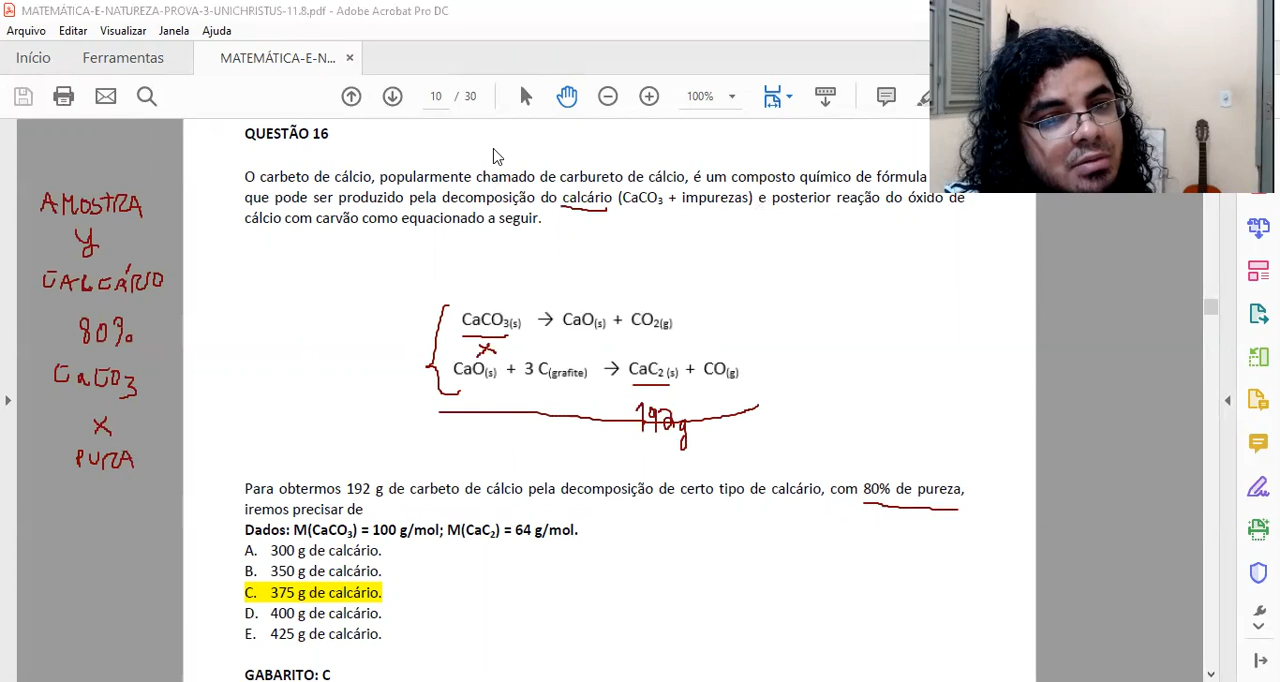 MATEMÁTICA-E-NATUREZA-PROVA-3-UNICHRISTUS-11.8.pdf - Adobe Acrobat Pro DC
Arquivo Editar Visualizar Janela Ajuda
Início Ferramentas MATEMÁTICA-E-N... ×
10 / 30 100%
QUESTÃO 16
O carbeto de cálcio, popularmente chamado de carbureto de cálcio, é um composto químico de fórmula
que pode ser produzido pela decomposição do calcário (CaCO₃ + impurezas) e posterior reação do óxido de
cálcio com carvão como equacionado a seguir.
AMOSTRA
Y
CALCÁRIO
80%
CaCO3
X
PURA
CaCO₃(s) → CaO(s) + CO₂(g)
X
CaO(s) + 3 C(grafite) → CaC₂ (s) + CO(g)
192g
Para obtermos 192 g de carbeto de cálcio pela decomposição de certo tipo de calcário, com 80% de pureza,
iremos precisar de
Dados: M(CaCO₃) = 100 g/mol; M(CaC₂) = 64 g/mol.
A. 300 g de calcário.
B. 350 g de calcário.
C. 375 g de calcário.
D. 400 g de calcário.
E. 425 g de calcário.
GABARITO: C